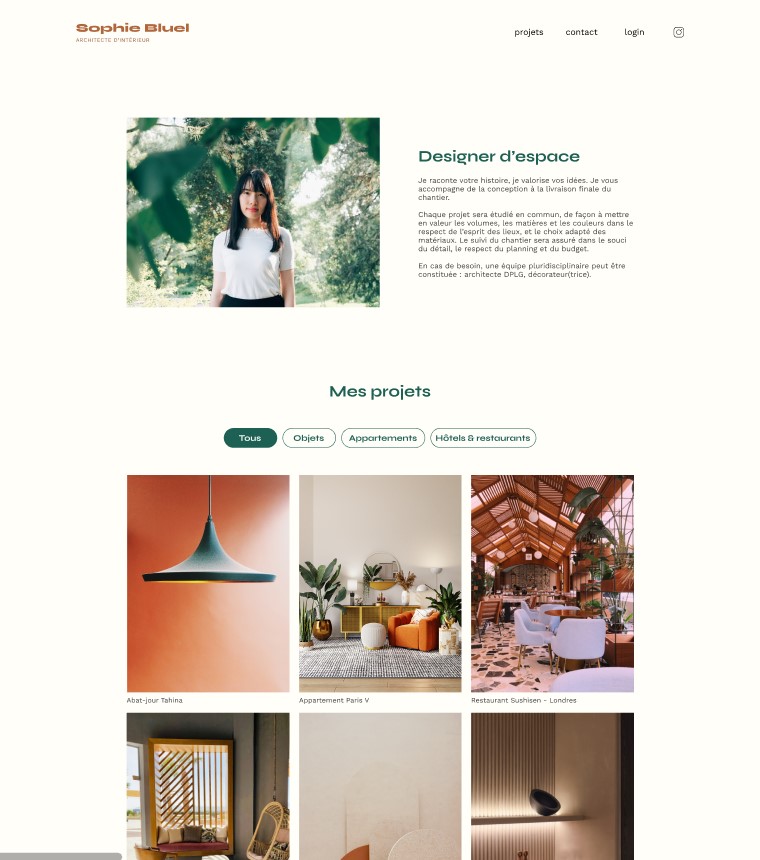 Sophie Bluel
ARCHITECTE D'INTÉRIEUR
projets contact login
Designer d'espace
Je raconte votre histoire, je valorise vos idées. Je vous
accompagne de la conception à la livraison finale du
chantier.
Chaque projet sera étudié en commun, de façon à mettre
en valeur les volumes, les matières et les couleurs dans le
respect de l'esprit des lieux, et le choix adapté des
matériaux. Le suivi du chantier sera assuré dans le souci
du détail, le respect du planning et du budget.
En cas de besoin, une équipe pluridisciplinaire peut être
constituée : architecte DPLG, décorateur(trice).
Mes projets
Tous Objets Appartements Hôtels & restaurants
Abat-jour Tahina
Appartement Paris V
Restaurant Sushisen - Londres